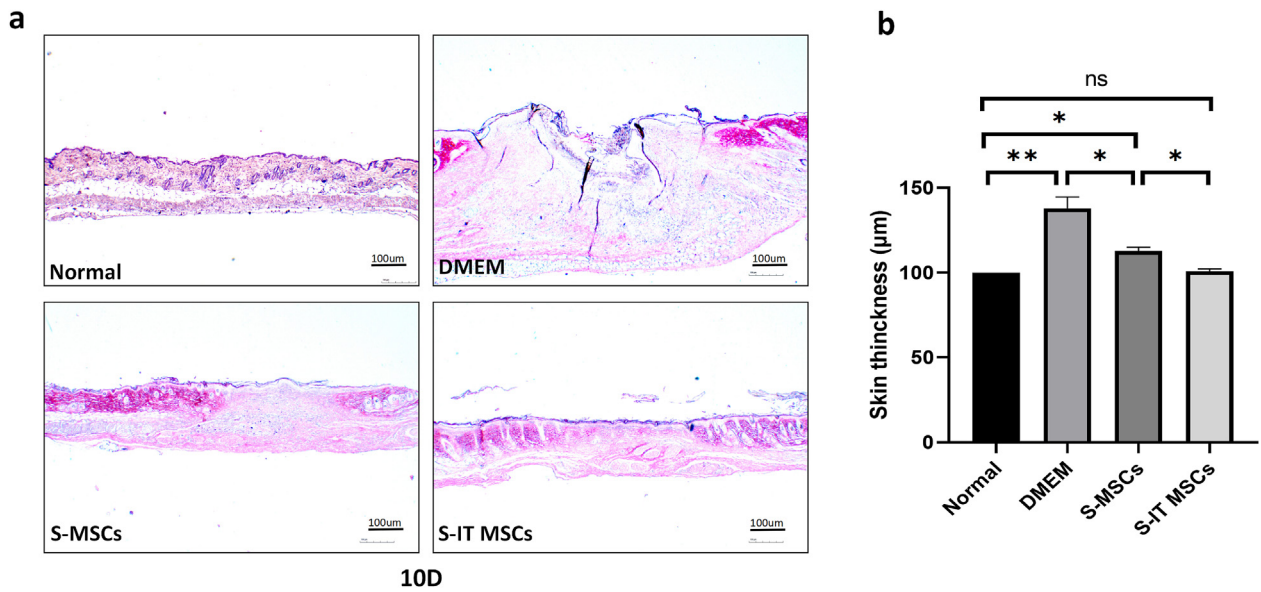 a
Normal
100um
DMEM
100um
S-MSCs
100um
S-IT MSCs
100um
10D
b
ns
*
** * *
Skin thinckness (μm)
150
100
50
0
Normal
DMEM
S-MSCs
S-IT MSCs